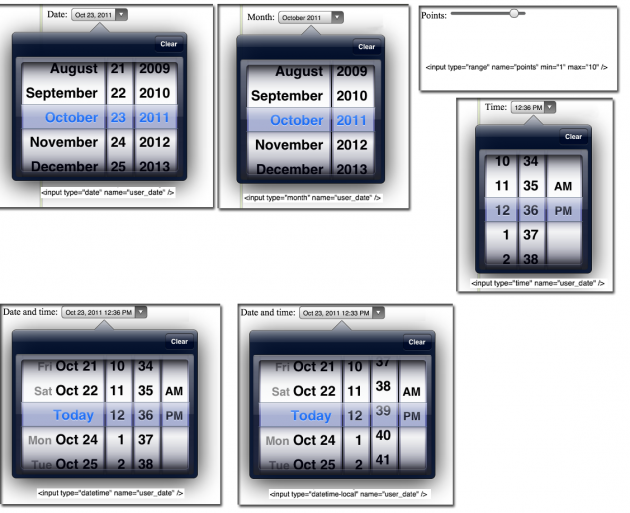 Date: Oct 23, 2011
Clear
August 21 2009
September 22 2010
October 23 2011
November 24 2012
December 25 2013
<input type="date" name="user_date" />
Month: October 2011
Clear
August 2009
September 2010
October 2011
November 2012
December 2013
<input type="month" name="user_date" />
Points:
<input type="range" name="points" min="1" max="10" />
Time: 12:36 PM
Clear
10 34
11 35 AM
12 36 PM
1 37
2 38
<input type="time" name="user_date" />
Date and time: Oct 23, 2011 12:36 PM
Clear
Fri Oct 21 10 34
Sat Oct 22 11 35 AM
Today 12 36 PM
Mon Oct 24 1 37
Tue Oct 25 2 38
<input type="datetime" name="user_date" />
Date and time: Oct 23, 2011 12:33 PM
Clear
Fri Oct 21 10 37
Sat Oct 22 11 38 AM
Today 12 39 PM
Mon Oct 24 1 40
Tue Oct 25 2 41
<input type="datetime-local" name="user_date" />